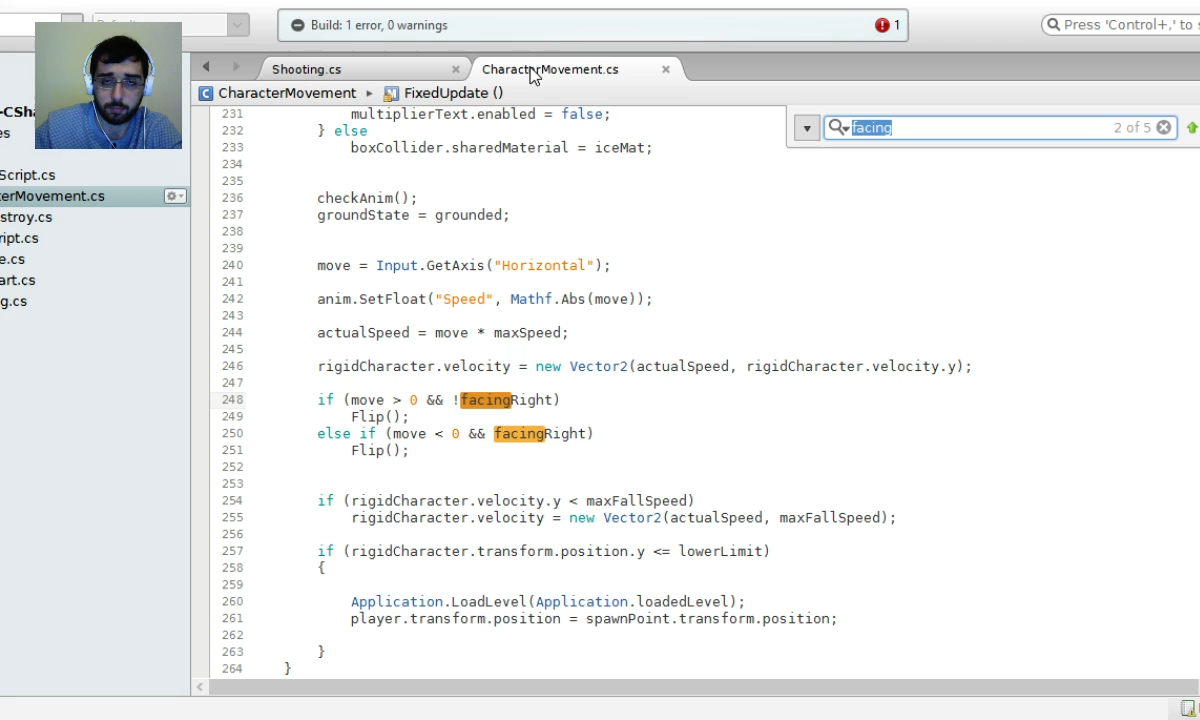 Default
Build: 1 error, 0 warnings
1
Press 'Control+,' to s
-CSha
es
Script.cs
erMovement.cs
stroy.cs
ript.cs
e.cs
art.cs
g.cs
Shooting.cs
CharacterMovement.cs
CharacterMovement
FixedUpdate ()
facing
2 of 5
231 multiplierText.enabled = false;
232 } else
233 boxCollider.sharedMaterial = iceMat;
234
235
236 checkAnim();
237 groundState = grounded;
238
239
240 move = Input.GetAxis("Horizontal");
241
242 anim.SetFloat("Speed", Mathf.Abs(move));
243
244 actualSpeed = move * maxSpeed;
245
246 rigidCharacter.velocity = new Vector2(actualSpeed, rigidCharacter.velocity.y);
247
248 if (move > 0 && !facingRight)
249 Flip();
250 else if (move < 0 && facingRight)
251 Flip();
252
253
254 if (rigidCharacter.velocity.y < maxFallSpeed)
255 rigidCharacter.velocity = new Vector2(actualSpeed, maxFallSpeed);
256
257 if (rigidCharacter.transform.position.y <= lowerLimit)
258 {
259
260 Application.LoadLevel(Application.loadedLevel);
261 player.transform.position = spawnPoint.transform.position;
262
263 }
264 }